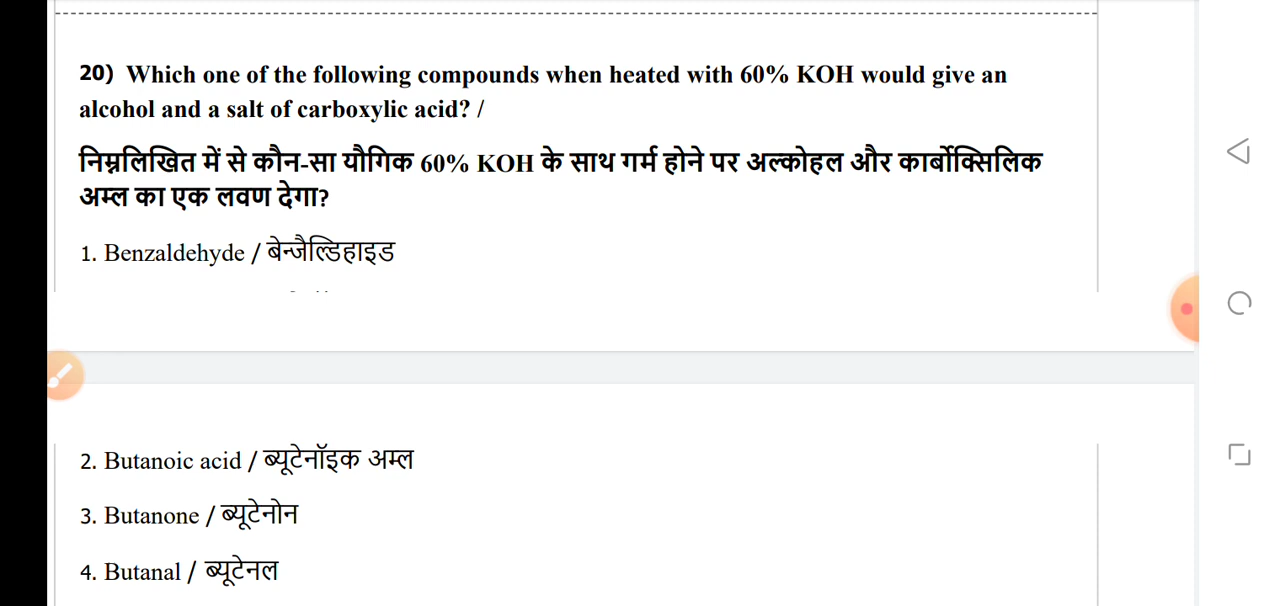 20) Which one of the following compounds when heated with 60% KOH would give an
alcohol and a salt of carboxylic acid? /
निम्नलिखित में से कौन-सा यौगिक 60% KOH के साथ गर्म होने पर अल्कोहल और कार्बोक्सिलिक
अम्ल का एक लवण देगा?
1. Benzaldehyde / बेन्जैल्डिहाइड
2. Butanoic acid / ब्यूटेनॉइक अम्ल
3. Butanone / ब्यूटेनोन
4. Butanal / ब्यूटेनल